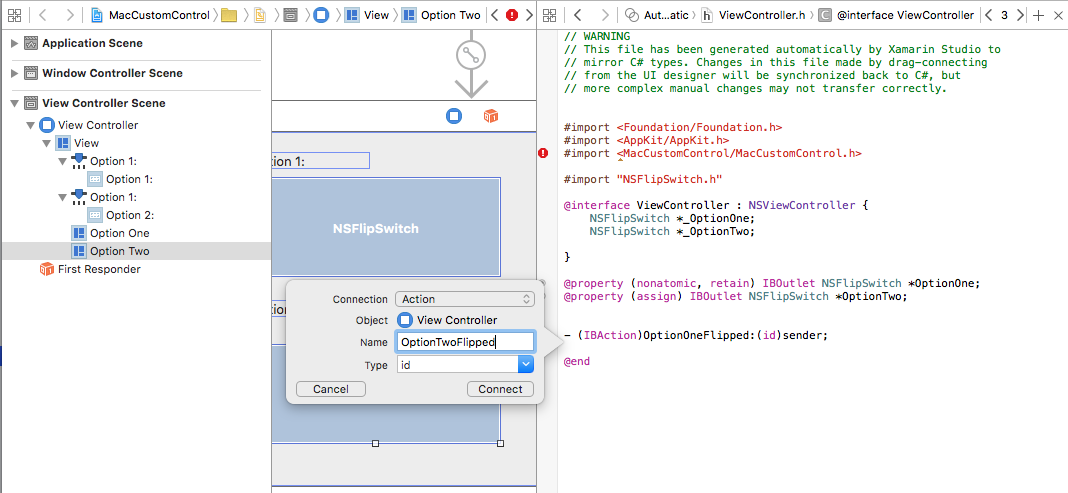 MacCustomControl
View
Option Two
Aut...atic
ViewController.h
@interface ViewController
3
Application Scene
Window Controller Scene
View Controller Scene
View Controller
View
Option 1:
Option 1:
Option 1:
Option 2:
Option One
Option Two
First Responder
ion 1:
NSFlipSwitch
tion
Connection
Action
Object
View Controller
Name
OptionTwoFlipped
Type
id
Cancel
Connect
// WARNING
// This file has been generated automatically by Xamarin Studio to
// mirror C# types. Changes in this file made by drag-connecting
// from the UI designer will be synchronized back to C#, but
// more complex manual changes may not transfer correctly.
#import <Foundation/Foundation.h>
#import <AppKit/AppKit.h>
#import <MacCustomControl/MacCustomControl.h>
#import "NSFlipSwitch.h"
@interface ViewController : NSViewController {
NSFlipSwitch *_OptionOne;
NSFlipSwitch *_OptionTwo;
}
@property (nonatomic, retain) IBOutlet NSFlipSwitch *OptionOne;
@property (assign) IBOutlet NSFlipSwitch *OptionTwo;
- (IBAction)OptionOneFlipped:(id)sender;
@end